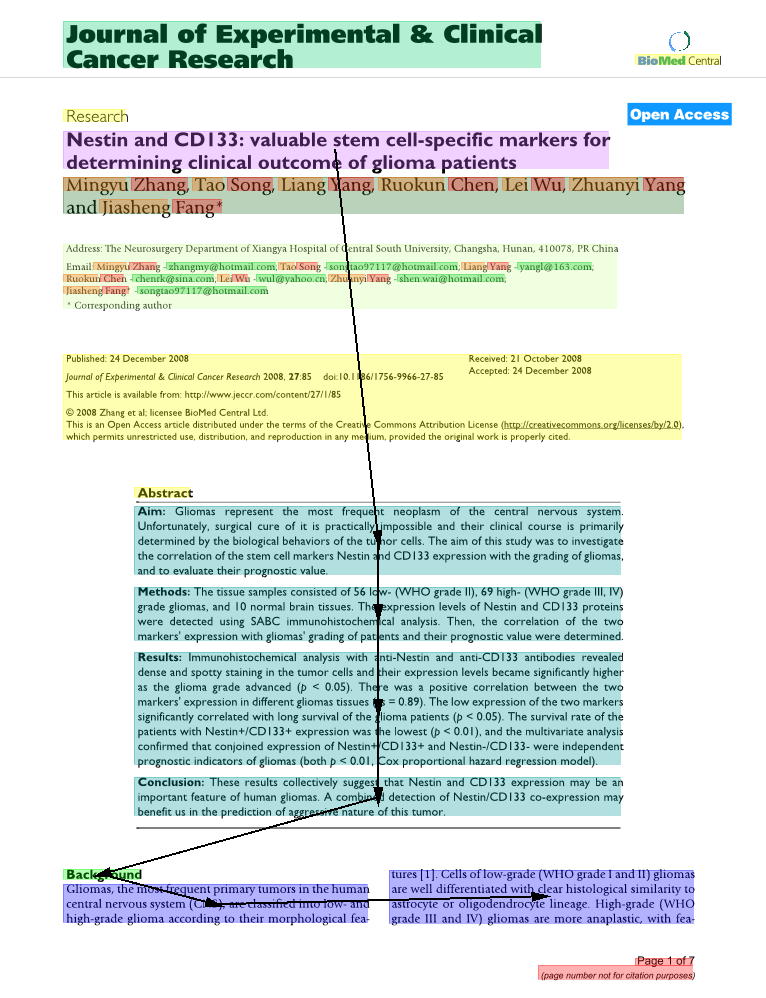 Journal of Experimental & Clinical
Cancer Research
BioMed Central
Research
Open Access
Nestin and CD133: valuable stem cell-specific markers for
determining clinical outcome of glioma patients
Mingyu Zhang, Tao Song, Liang Yang, Ruokun Chen, Lei Wu, Zhuanyi Yang
and Jiasheng Fang*
Address: The Neurosurgery Department of Xiangya Hospital of Central South University, Changsha, Hunan, 410078, PR China
Email: Mingyu Zhang - zhangmy@hotmail.com; Tao Song - songtao97117@hotmail.com; Liang Yang - yangl@163.com;
Ruokun Chen - chenrk@sina.com; Lei Wu - wul@yahoo.cn; Zhuanyi Yang - shen.wai@hotmail.com;
Jiasheng Fang* - songtao97117@hotmail.com
* Corresponding author
Published: 24 December 2008
Received: 21 October 2008
Accepted: 24 December 2008
Journal of Experimental & Clinical Cancer Research 2008, 27:85 doi:10.1186/1756-9966-27-85
This article is available from: http://www.jeccr.com/content/27/1/85
© 2008 Zhang et al; licensee BioMed Central Ltd.
This is an Open Access article distributed under the terms of the Creative Commons Attribution License (http://creativecommons.org/licenses/by/2.0),
which permits unrestricted use, distribution, and reproduction in any medium, provided the original work is properly cited.
Abstract
Aim: Gliomas represent the most frequent neoplasm of the central nervous system.
Unfortunately, surgical cure of it is practically impossible and their clinical course is primarily
determined by the biological behaviors of the tumor cells. The aim of this study was to investigate
the correlation of the stem cell markers Nestin and CD133 expression with the grading of gliomas,
and to evaluate their prognostic value.
Methods: The tissue samples consisted of 56 low- (WHO grade II), 69 high- (WHO grade III, IV)
grade gliomas, and 10 normal brain tissues. The expression levels of Nestin and CD133 proteins
were detected using SABC immunohistochemical analysis. Then, the correlation of the two
markers' expression with gliomas' grading of patients and their prognostic value were determined.
Results: Immunohistochemical analysis with anti-Nestin and anti-CD133 antibodies revealed
dense and spotty staining in the tumor cells and their expression levels became significantly higher
as the glioma grade advanced (p < 0.05). There was a positive correlation between the two
markers' expression in different gliomas tissues (rs = 0.89). The low expression of the two markers
significantly correlated with long survival of the glioma patients (p < 0.05). The survival rate of the
patients with Nestin+/CD133+ expression was the lowest (p < 0.01), and the multivariate analysis
confirmed that conjoined expression of Nestin+/CD133+ and Nestin-/CD133- were independent
prognostic indicators of gliomas (both p < 0.01, Cox proportional hazard regression model).
Conclusion: These results collectively suggest that Nestin and CD133 expression may be an
important feature of human gliomas. A combined detection of Nestin/CD133 co-expression may
benefit us in the prediction of aggressive nature of this tumor.
Background
Gliomas, the most frequent primary tumors in the human
central nervous system (CNS), are classified into low- and
high-grade glioma according to their morphological fea-
tures [1]. Cells of low-grade (WHO grade I and II) gliomas
are well differentiated with clear histological similarity to
astrocyte or oligodendrocyte lineage. High-grade (WHO
grade III and IV) gliomas are more anaplastic, with fea-
Page 1 of 7
(page number not for citation purposes)